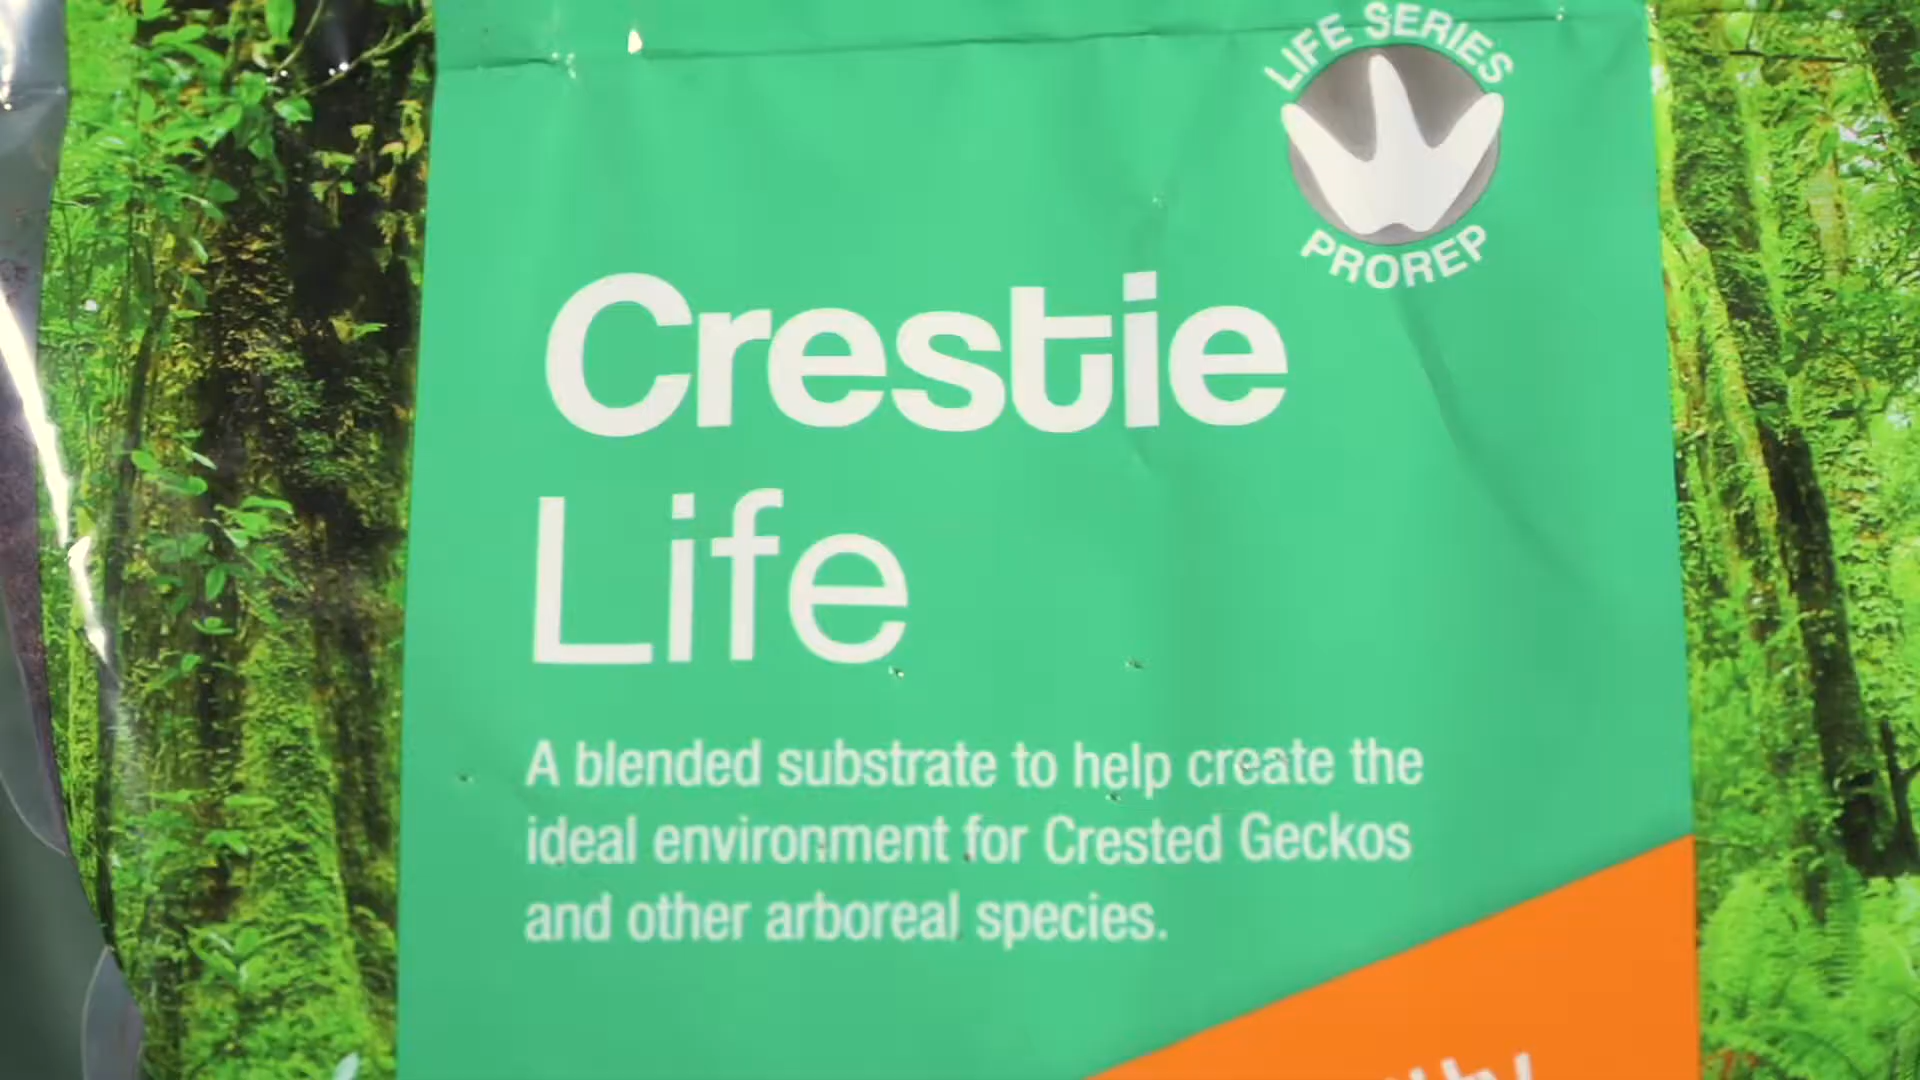 LIFE SERIES
PROREP
Crestie
Life
A blended substrate to help create the
ideal environment for Crested Geckos
and other arboreal species.